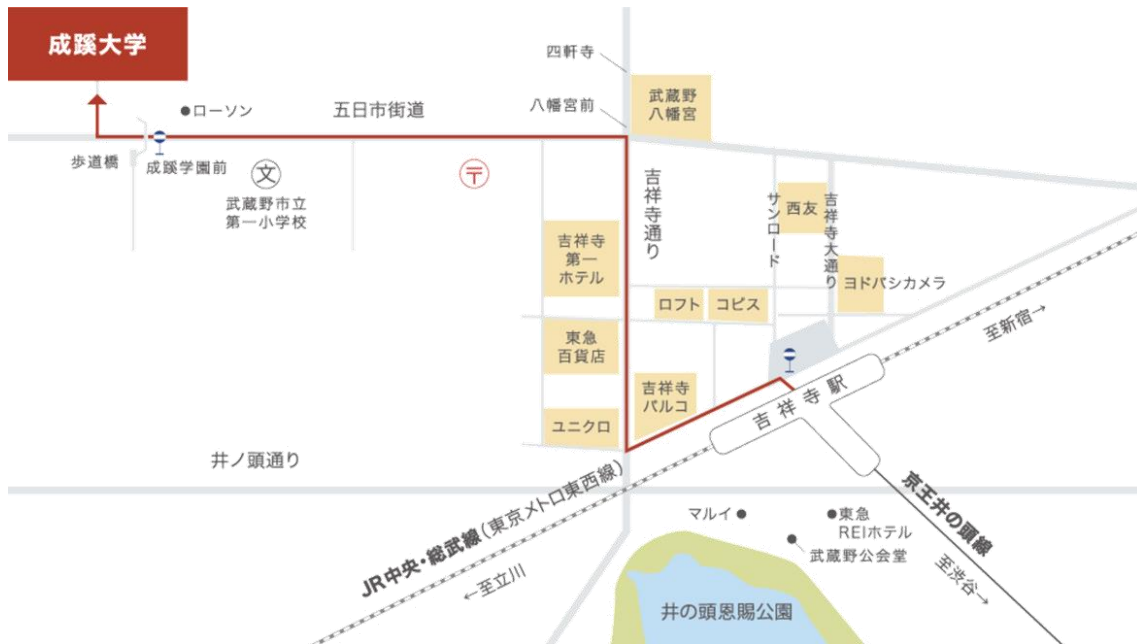 成蹊大学
四軒寺
武蔵野
八幡宮
八幡宮前
ローソン
五日市街道
歩道橋
成蹊学園前
文
武蔵野市立
第一小学校
〒
吉祥寺通り
サンロード
西友
吉祥寺大通り
吉祥寺
第一
ホテル
ヨドバシカメラ
ロフト
コピス
東急
百貨店
至新宿→
吉祥寺
パルコ
吉祥寺駅
ユニクロ
井ノ頭通り
JR中央・総武線(東京メトロ東西線)
←至立川
マルイ
東急
REIホテル
武蔵野公会堂
京王井の頭線
至渋谷→
井の頭恩賜公園